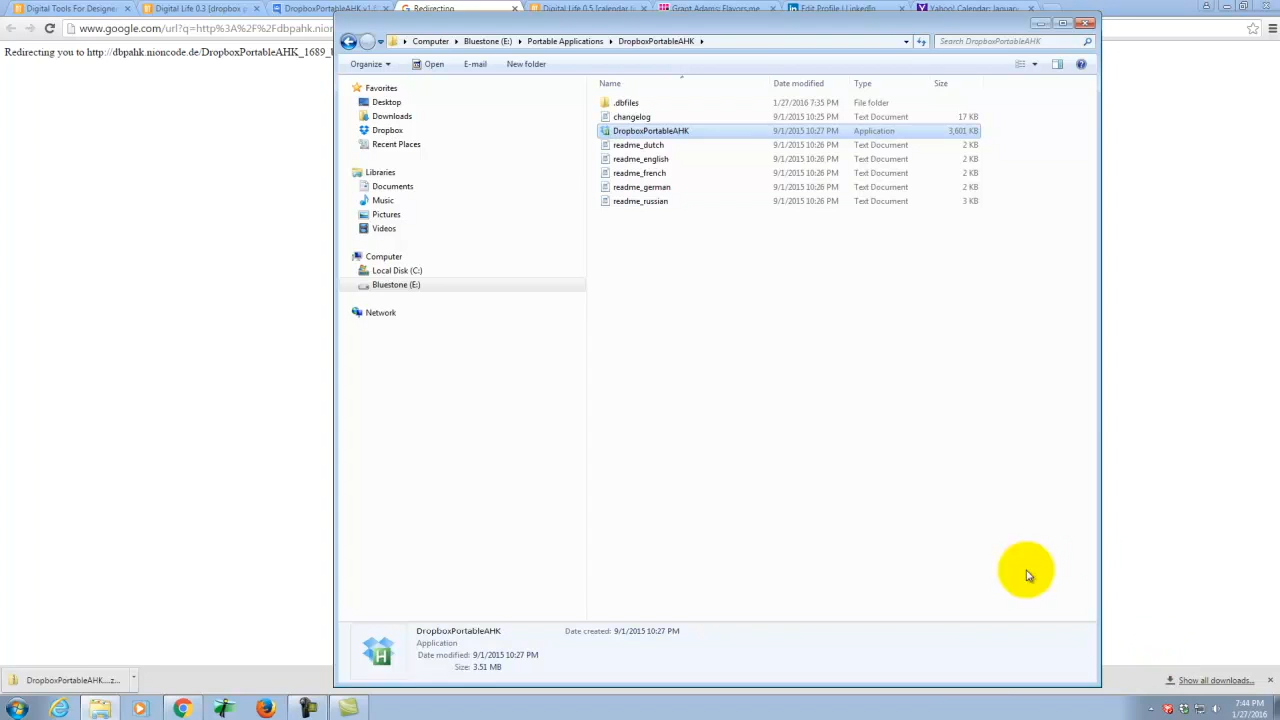 Digital Tools For Designe
Digital Life 0.3 [dropbox p
DropboxPortableAHK v1.
Redirecting
Digital Life 0.5 [calendar
Grant Adams: Flavors.me
Edit Profile | LinkedIn
Yahoo! Calendar: January
www.google.com/url?q=http%3A%2F%2Fdbpahk.nion
Redirecting you to http://dbpahk.nioncode.de/DropboxPortableAHK_1689_
Computer
Bluestone (E:)
Portable Applications
DropboxPortableAHK
Search DropboxPortableAHK
Organize
Open
E-mail
New folder
Name
Date modified
Type
Size
.dbfiles 1/27/2016 7:35 PM File folder
changelog 9/1/2015 10:25 PM Text Document 17 KB
DropboxPortableAHK 9/1/2015 10:27 PM Application 3,601 KB
readme_dutch 9/1/2015 10:26 PM Text Document 2 KB
readme_english 9/1/2015 10:26 PM Text Document 2 KB
readme_french 9/1/2015 10:26 PM Text Document 2 KB
readme_german 9/1/2015 10:26 PM Text Document 2 KB
readme_russian 9/1/2015 10:26 PM Text Document 3 KB
Favorites
Desktop
Downloads
Dropbox
Recent Places
Libraries
Documents
Music
Pictures
Videos
Computer
Local Disk (C:)
Bluestone (E:)
Network
DropboxPortableAHK Date created: 9/1/2015 10:27 PM
Application
Date modified: 9/1/2015 10:27 PM
Size: 3.51 MB
DropboxPortableAHK....z...
Show all downloads...
7:44 PM
1/27/2016